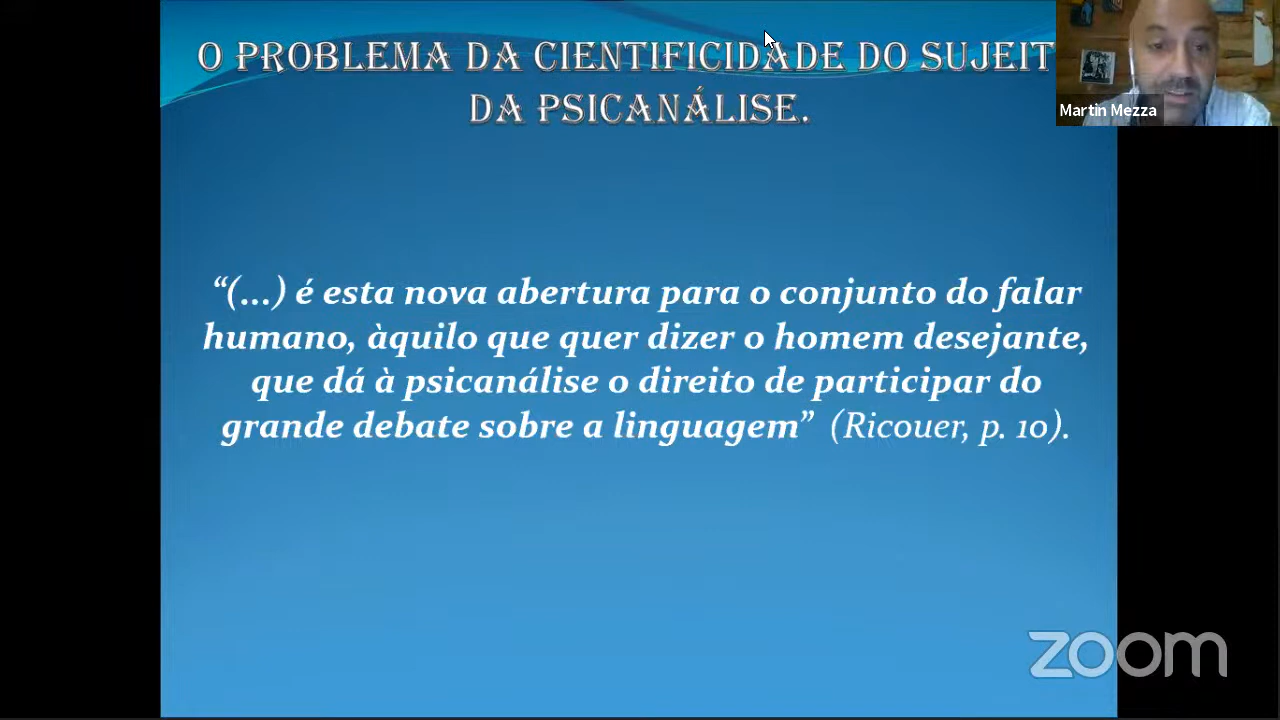 O PROBLEMA DA CIENTIFICIDADE DO SUJEIT
DA PSICANÁLISE.
Martin Mezza
“(...) é esta nova abertura para o conjunto do falar
humano, àquilo que quer dizer o homem desejante,
que dá à psicanálise o direito de participar do
grande debate sobre a linguagem” (Ricouer, p. 10).
zoom